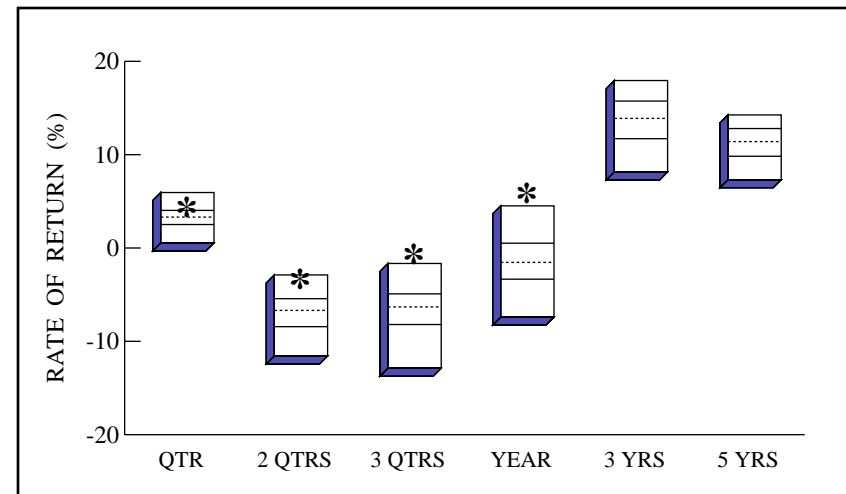 RATE OF RETURN (%)
20
10
0
-10
-20
QTR 2 QTRS 3 QTRS YEAR 3 YRS 5 YRS